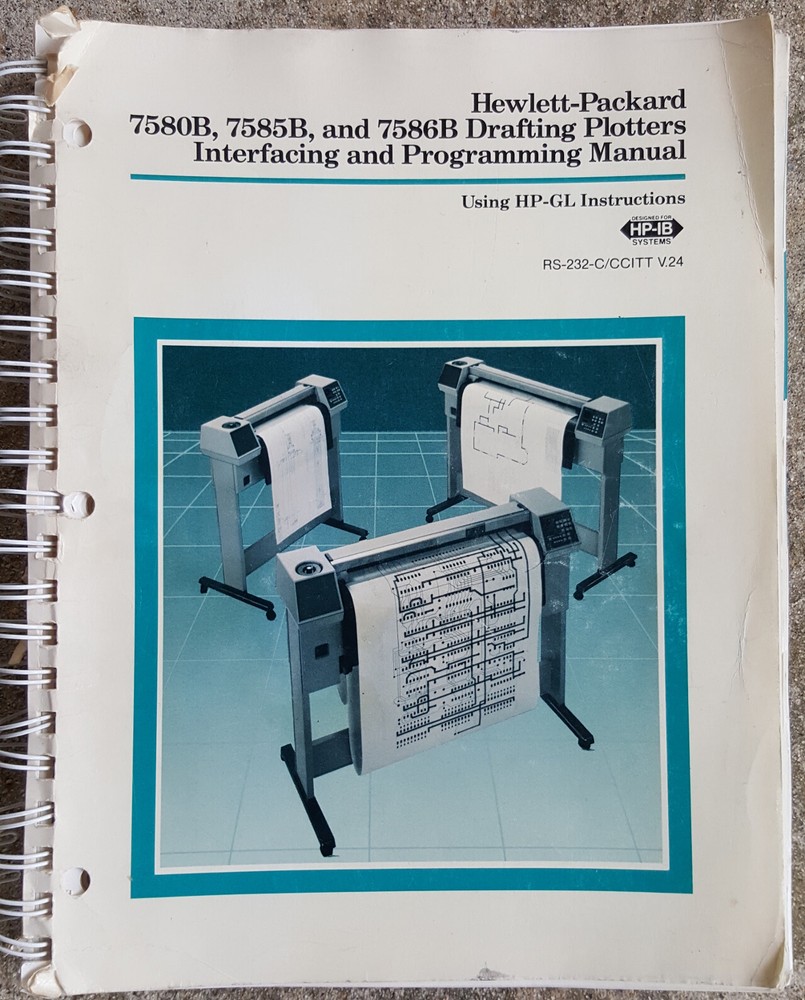 Hewlett-Packard
7580B, 7585B, and 7586B Drafting Plotters
Interfacing and Programming Manual
Using HP-GL Instructions
DESIGNED FOR
HP-IB
SYSTEMS
RS-232-C/CCITT V.24